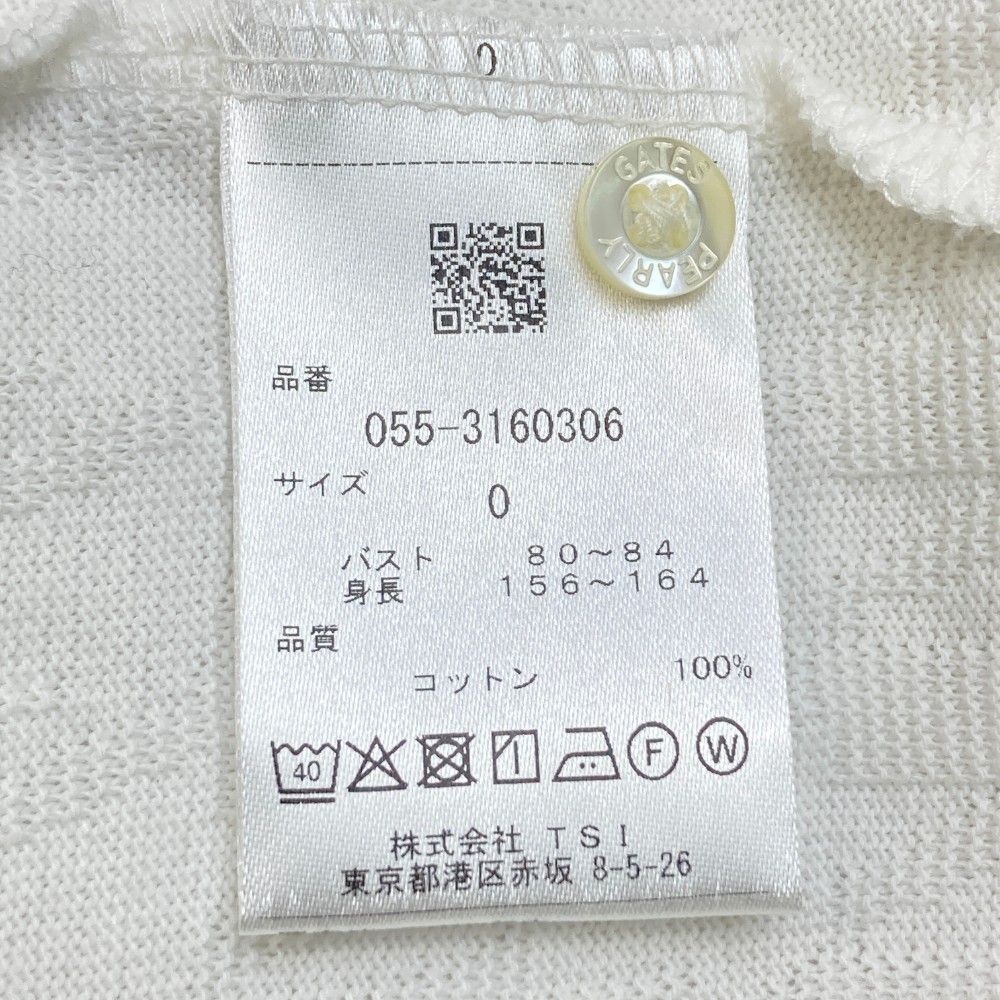 0
GATES
PEARLY
品番
055-3160306
サイズ
0
バスト 80～84
身長 156～164
品質
コットン 100%
40
F
W
株式会社 TSI
東京都港区赤坂 8-5-26